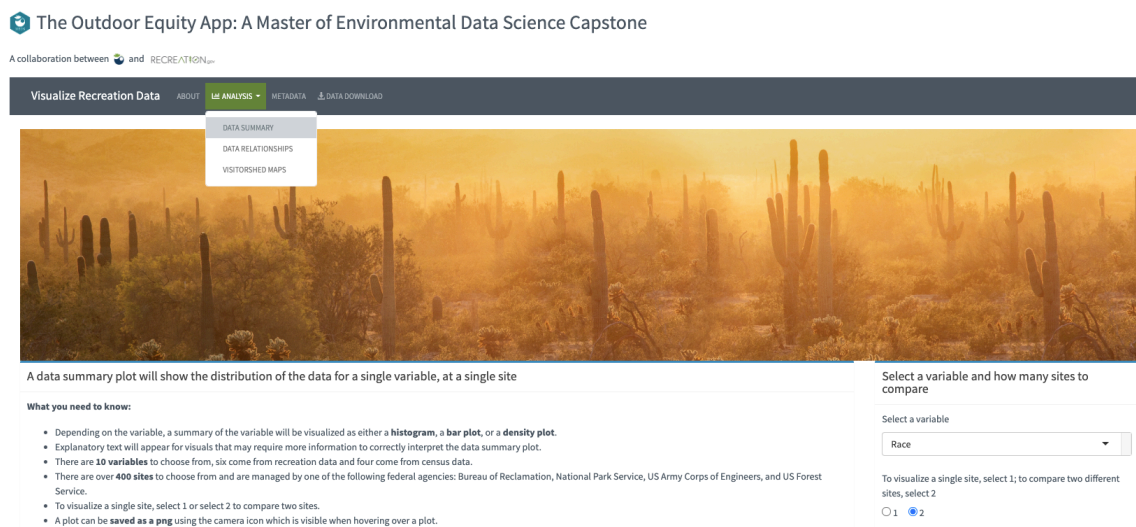 The Outdoor Equity App: A Master of Environmental Data Science Capstone
A collaboration between and RECREATION.gov
Visualize Recreation Data ABOUT ANALYSIS METADATA DATA DOWNLOAD
DATA SUMMARY
DATA RELATIONSHIPS
VISITORSHED MAPS
A data summary plot will show the distribution of the data for a single variable, at a single site
What you need to know:
• Depending on the variable, a summary of the variable will be visualized as either a histogram, a bar plot, or a density plot.
• Explanatory text will appear for visuals that may require more information to correctly interpret the data summary plot.
• There are 10 variables to choose from, six come from recreation data and four come from census data.
• There are over 400 sites to choose from and are managed by one of the following federal agencies: Bureau of Reclamation, National Park Service, US Army Corps of Engineers, and US Forest
Service.
• To visualize a single site, select 1 or select 2 to compare two sites.
• A plot can be saved as a png using the camera icon which is visible when hovering over a plot.
Select a variable and how many sites to
compare
Select a variable
Race
To visualize a single site, select 1; to compare two different
sites, select 2
1 2